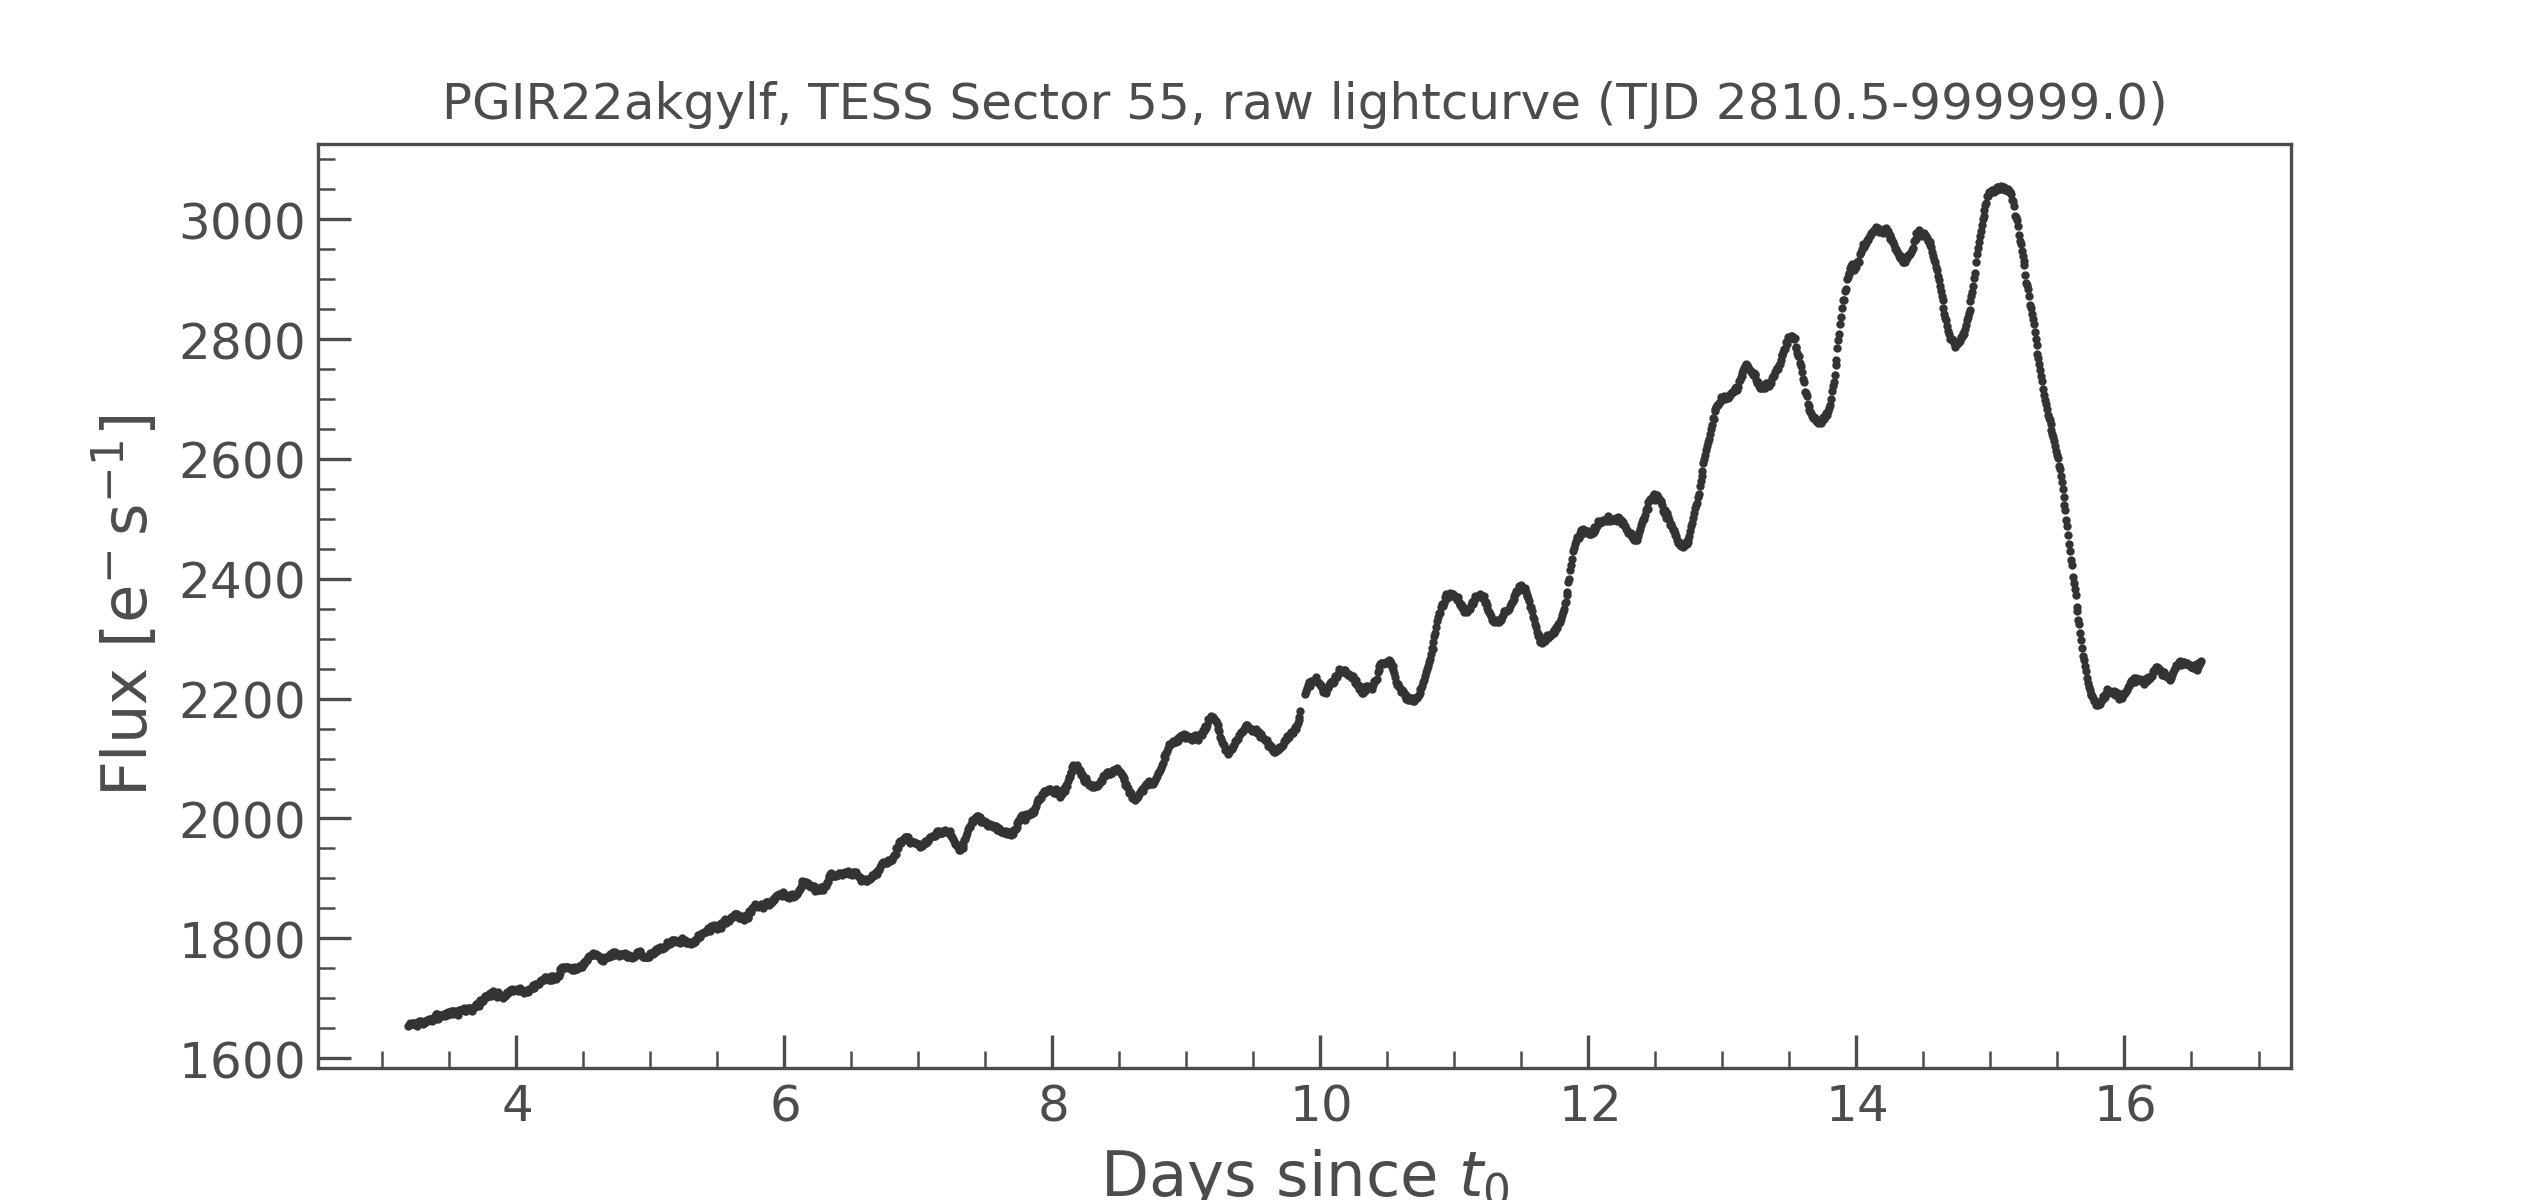 PGIR22akgylf, TESS Sector 55, raw lightcurve (TJD 2810.5-999999.0)
Flux [e⁻ s⁻¹]
3000
2800
2600
2400
2200
2000
1800
1600
4 6 8 10 12 14 16
Days since t₀